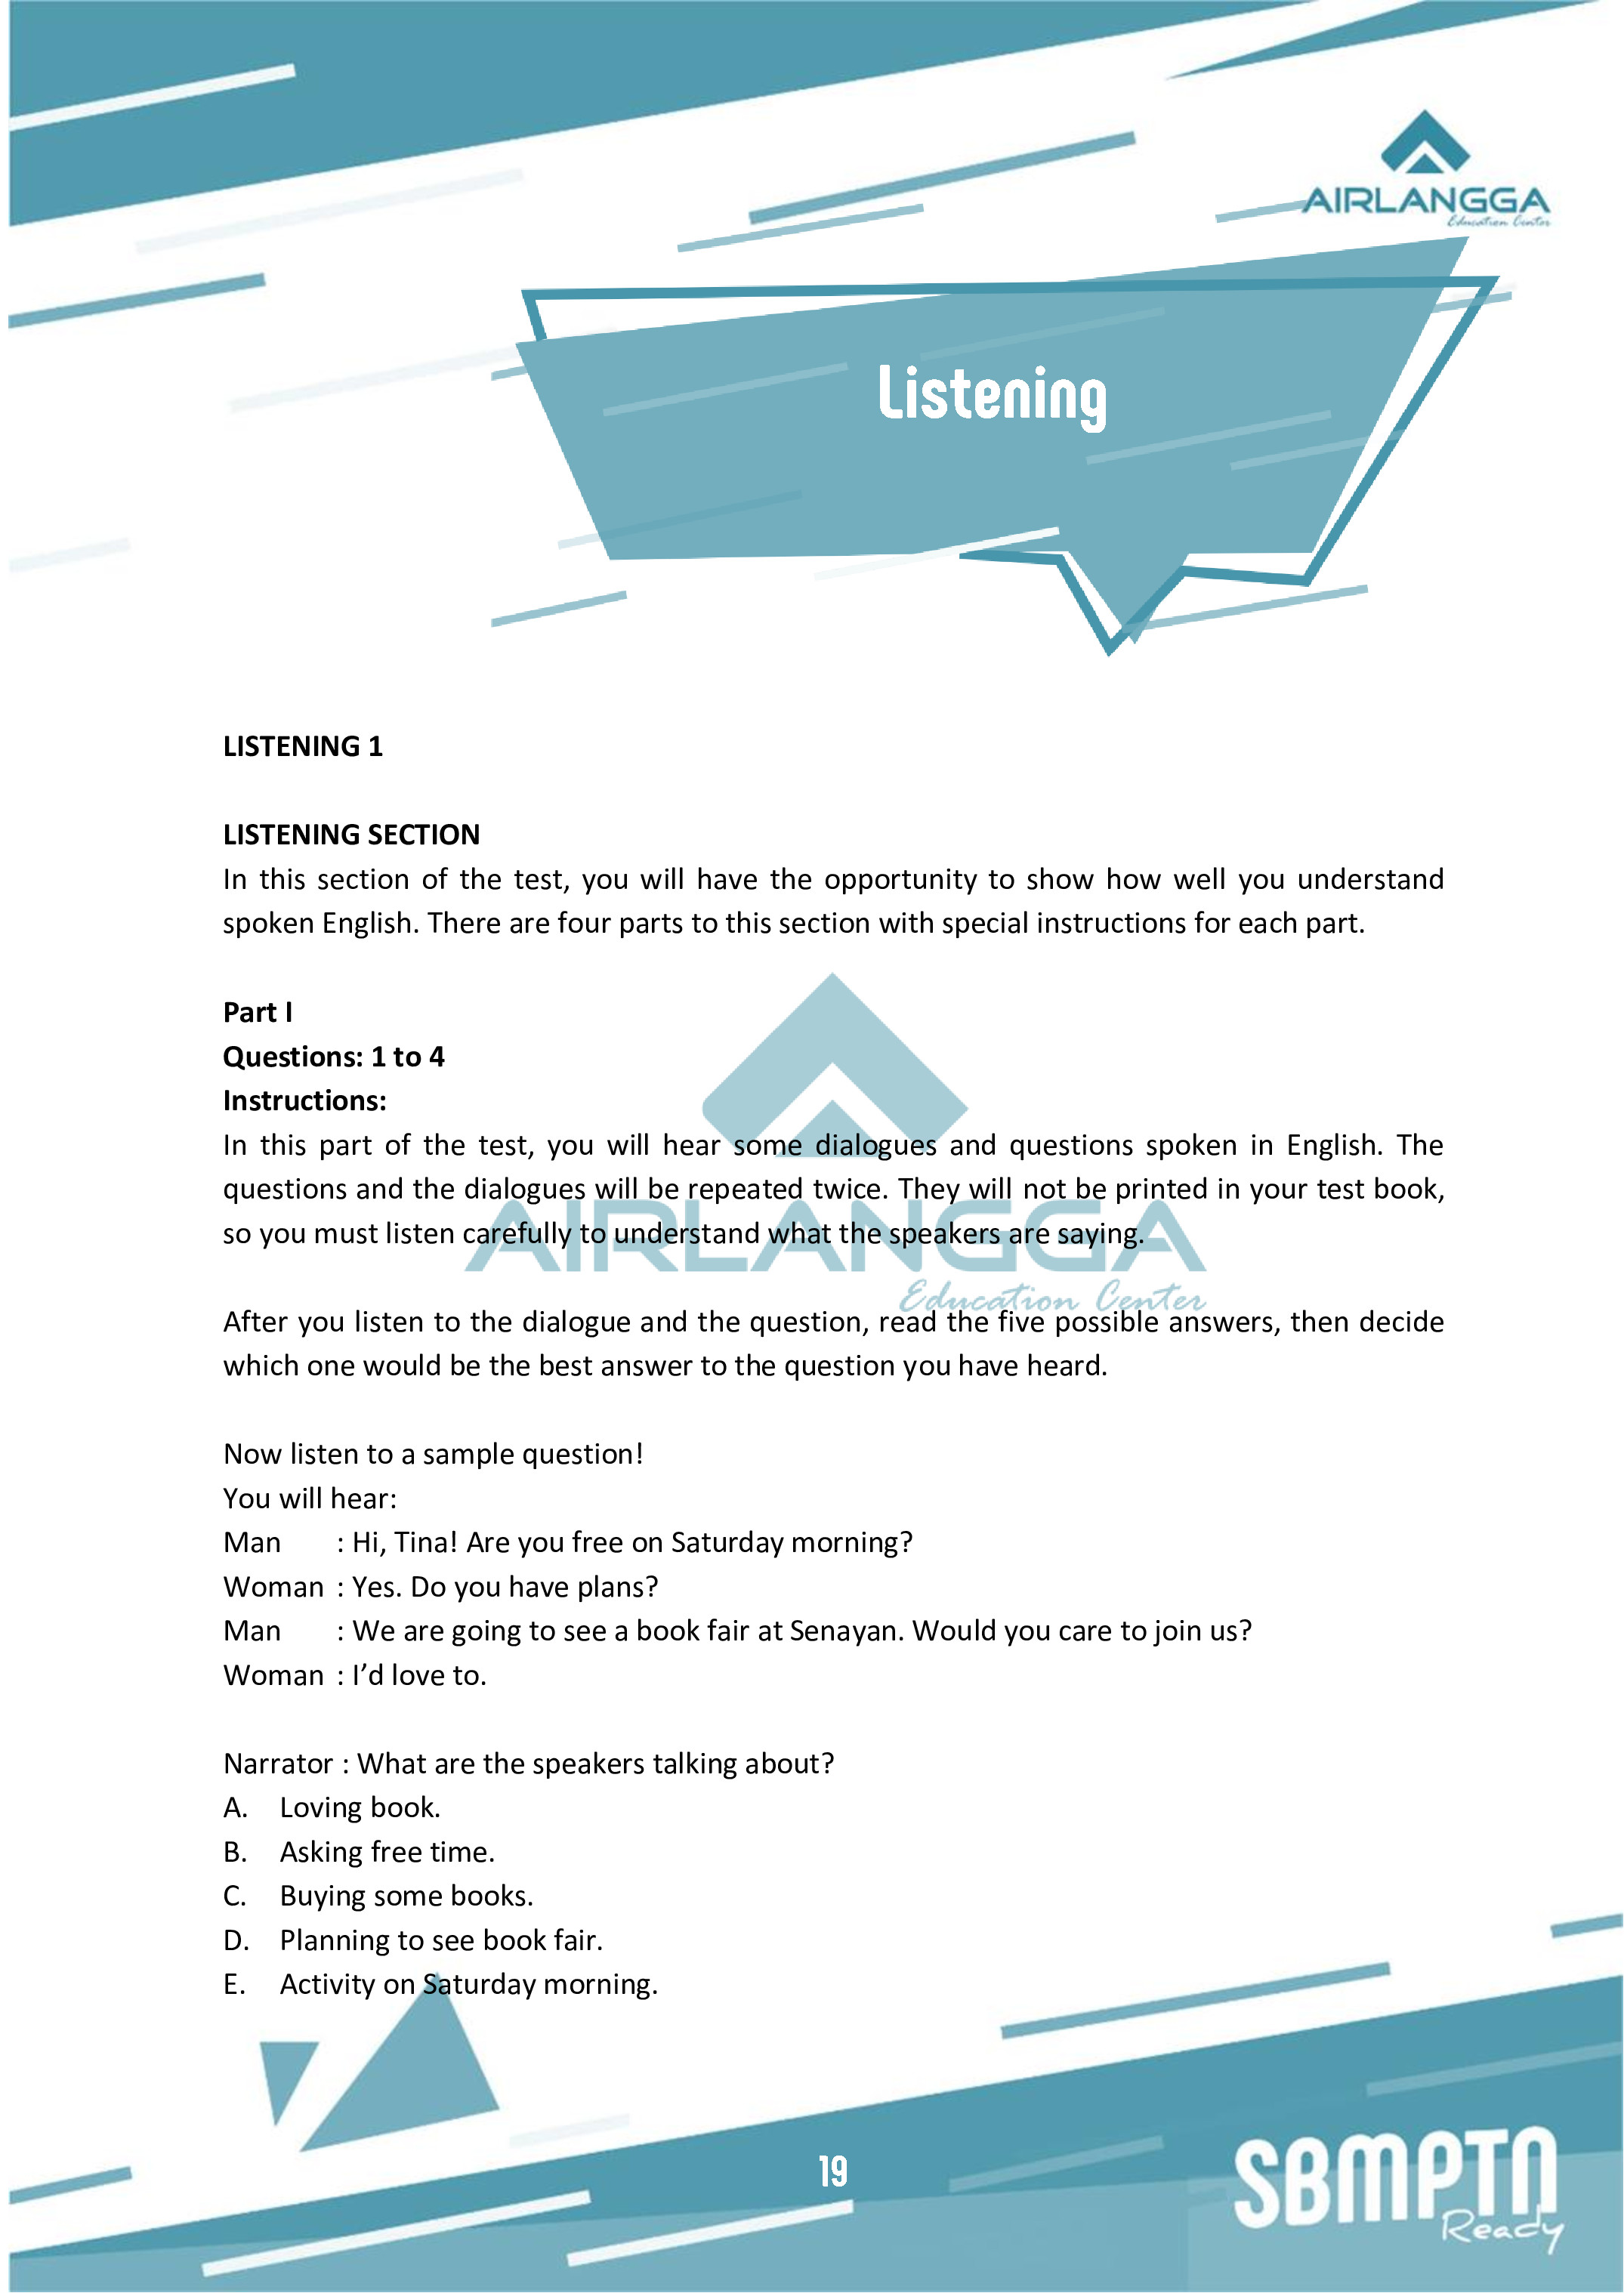 AIRLANGGA
Education Center
Listening
LISTENING 1
LISTENING SECTION
In this section of the test, you will have the opportunity to show how well you understand
spoken English. There are four parts to this section with special instructions for each part.
Part I
Questions: 1 to 4
Instructions:
In this part of the test, you will hear some dialogues and questions spoken in English. The
questions and the dialogues will be repeated twice. They will not be printed in your test book,
so you must listen carefully to understand what the speakers are saying.
AIRLANGGA
Education Center
After you listen to the dialogue and the question, read the five possible answers, then decide
which one would be the best answer to the question you have heard.
Now listen to a sample question!
You will hear:
Man : Hi, Tina! Are you free on Saturday morning?
Woman : Yes. Do you have plans?
Man : We are going to see a book fair at Senayan. Would you care to join us?
Woman : I’d love to.
Narrator : What are the speakers talking about?
A. Loving book.
B. Asking free time.
C. Buying some books.
D. Planning to see book fair.
E. Activity on Saturday morning.
19
SBMPTN
Ready